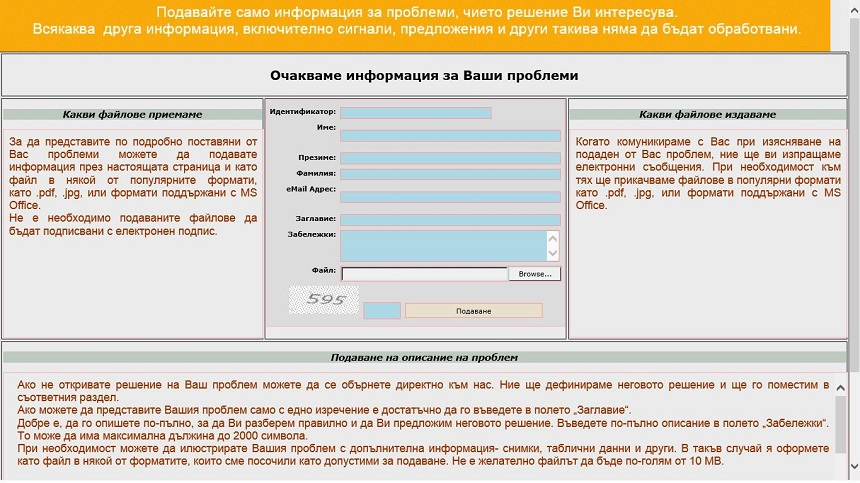 Подавайте само информация за проблеми, чието решение Ви интересува.
Всякаква друга информация, включително сигнали, предложения и други такива няма да бъдат обработвани.
Очакваме информация за Ваши проблеми
Какви файлове приемаме
За да представите по подробно поставяни от
Вас проблеми можете да подавате
информация през настоящата страница и като
файл в някой от популярните формати,
като .pdf, .jpg, или формати поддържани с MS
Office.
Не е необходимо подаваните файлове да
бъдат подписвани с електронен подпис.
Идентификатор:
Име:
Презиме:
Фамилия:
eMail Адрес:
Заглавие:
Забележки:
Файл:
Browse...
595
Подаване
Какви файлове издаваме
Когато комуникираме с Вас при изясняване на
подаден от Вас проблем, ние ще ви изпращаме
електронни съобщения. При необходимост към
тях ще прикачваме файлове в популярни формати
като .pdf, .jpg, или формати поддържани с MS
Office.
Подаване на описание на проблем
Ако не откривате решение на Ваш проблем можете да се обърнете директно към нас. Ние ще дефинираме неговото решение и ще го поместим в
съответния раздел.
Ако можете да представите Вашия проблем само с едно изречение е достатъчно да го въведете в полето „Заглавие“.
Добре е, да го опишете по-пълно, за да Ви разберем правилно и да Ви предложим неговото решение. Въведете по-пълно описание в полето „Забележки“.
То може да има максимална дължина до 2000 символа.
При необходимост можете да илюстрирате Вашия проблем с допълнителна информация- снимки, таблични данни и други. В такъв случай я оформете
като файл в някой от форматите, които сме посочили като допустими за подаване. Не е желателно файлът да бъде по-голям от 10 MB.